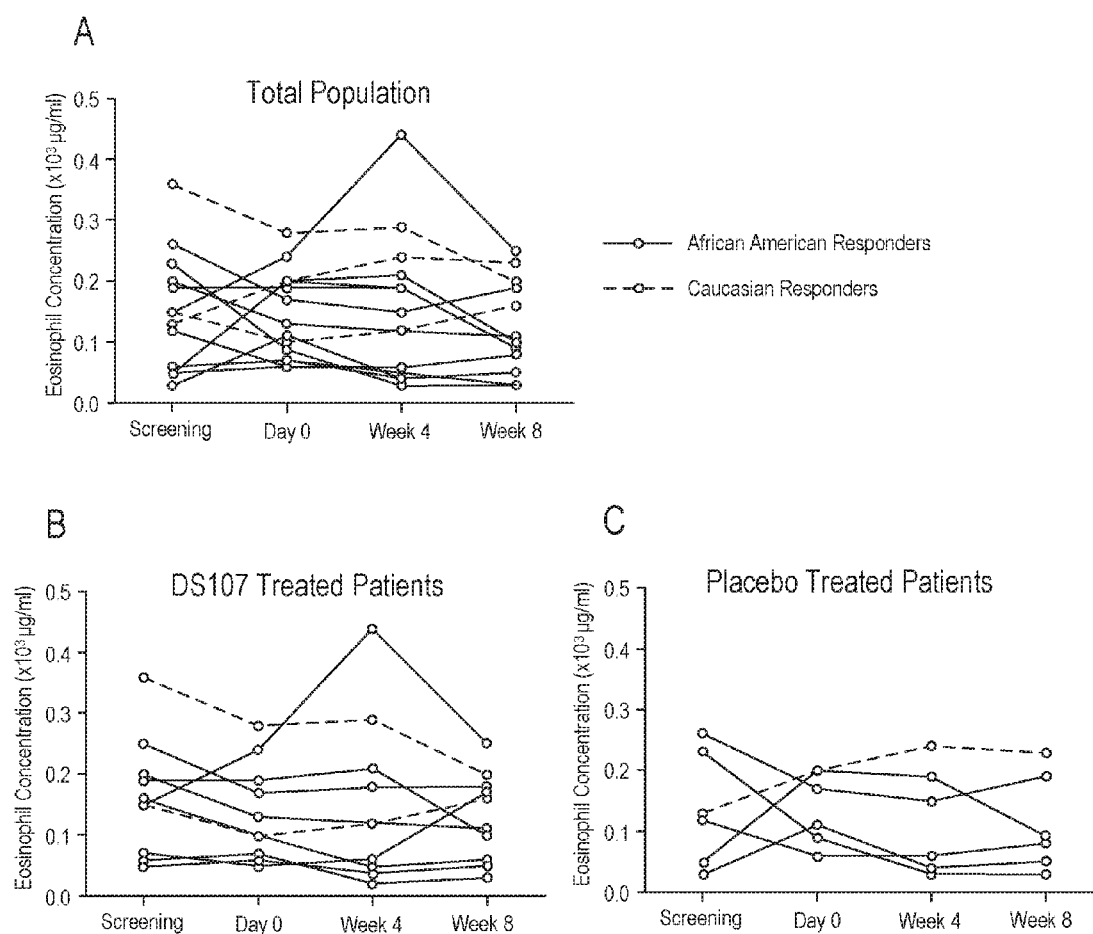 A
Total Population
Eosinophil Concentration (x10³ µg/ml)
0.5
0.4
0.3
0.2
0.1
0.0
Screening
Day 0
Week 4
Week 8
African American Responders
Caucasian Responders
B
DS107 Treated Patients
Eosinophil Concentration (x10³ µg/ml)
0.5
0.4
0.3
0.2
0.1
0.0
Screening
Day 0
Week 4
Week 8
C
Placebo Treated Patients
Eosinophil Concentration (x10³ µg/ml)
0.5
0.4
0.3
0.2
0.1
0.0
Screening
Day 0
Week 4
Week 8